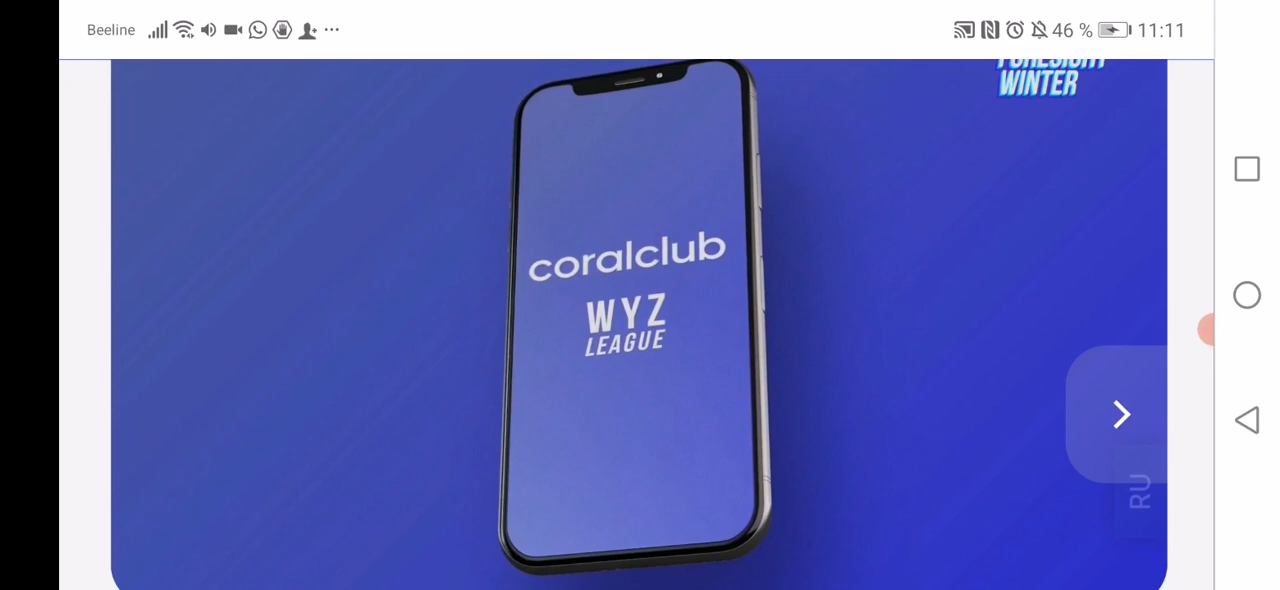 Beeline
46 %
11:11
WINTER
coralclub
WYZ
LEAGUE
RU